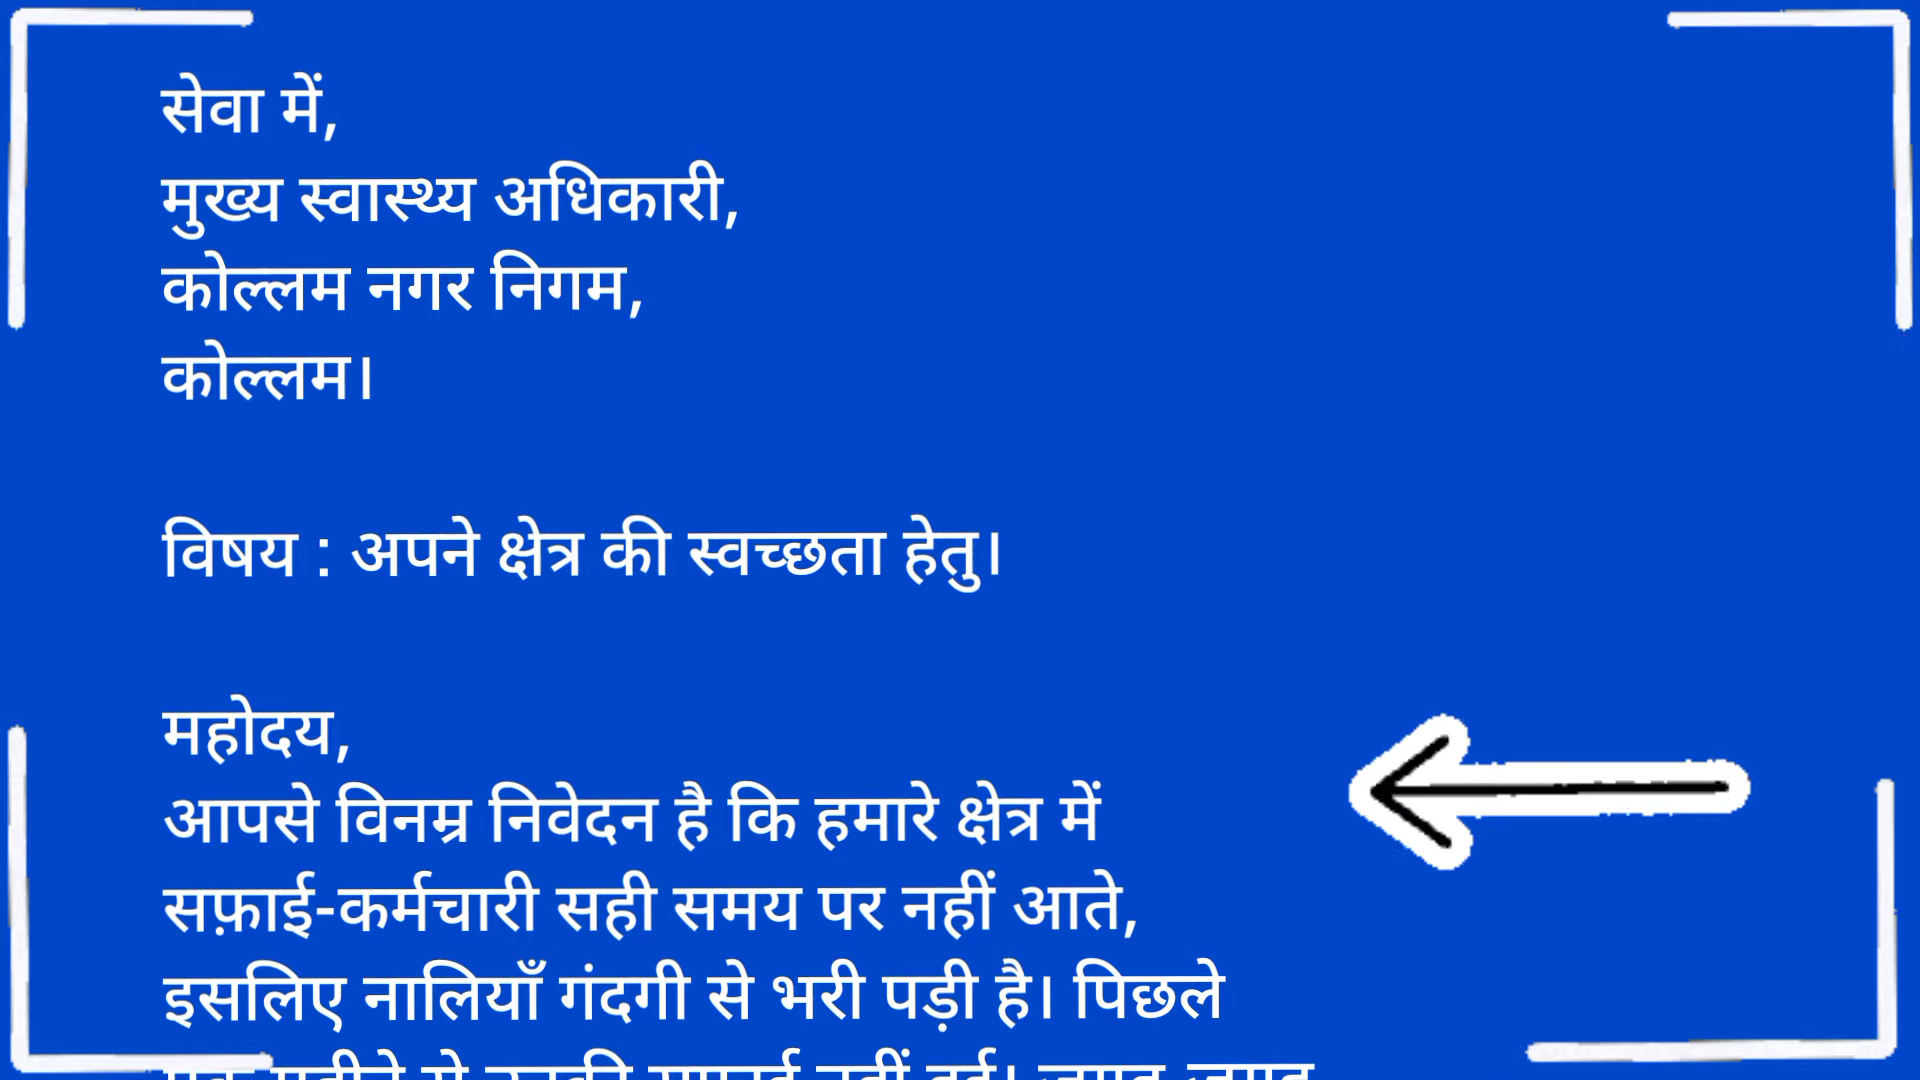 सेवा में,
मुख्य स्वास्थ्य अधिकारी,
कोल्लम नगर निगम,
कोल्लम।
विषय : अपने क्षेत्र की स्वच्छता हेतु।
महोदय,
आपसे विनम्र निवेदन है कि हमारे क्षेत्र में
सफ़ाई-कर्मचारी सही समय पर नहीं आते,
इसलिए नालियाँ गंदगी से भरी पड़ी है। पिछले